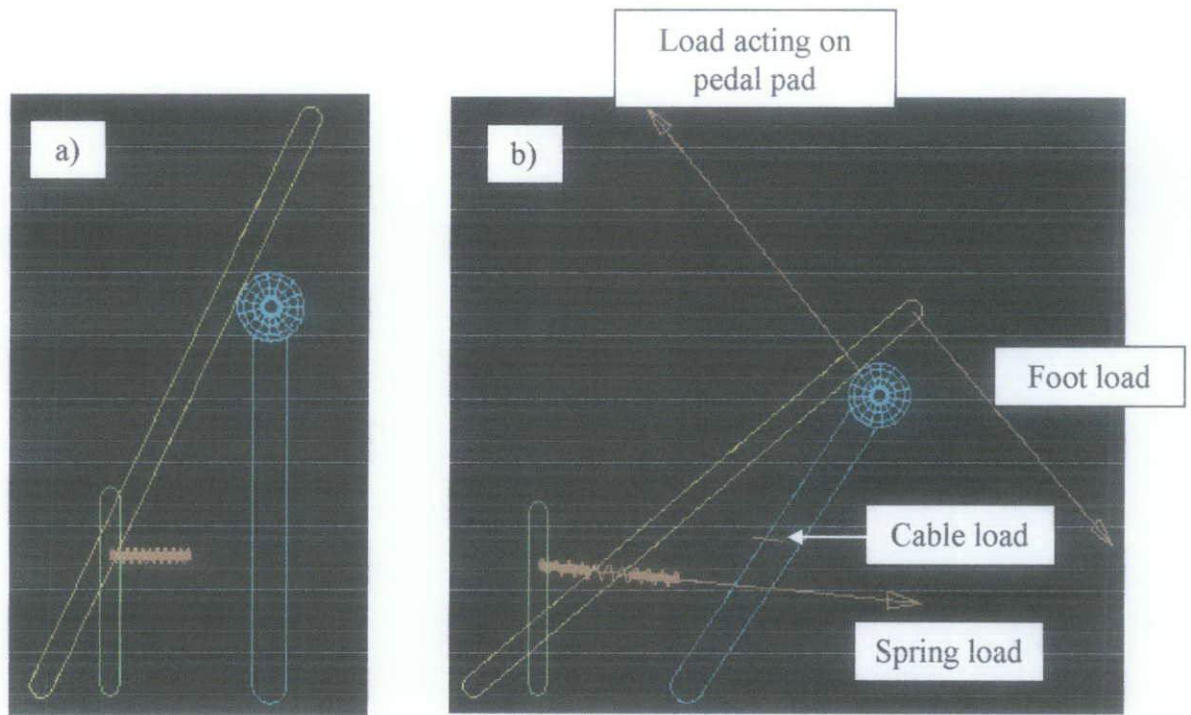 Load acting on
pedal pad
a)
b)
Foot load
Cable load
Spring load